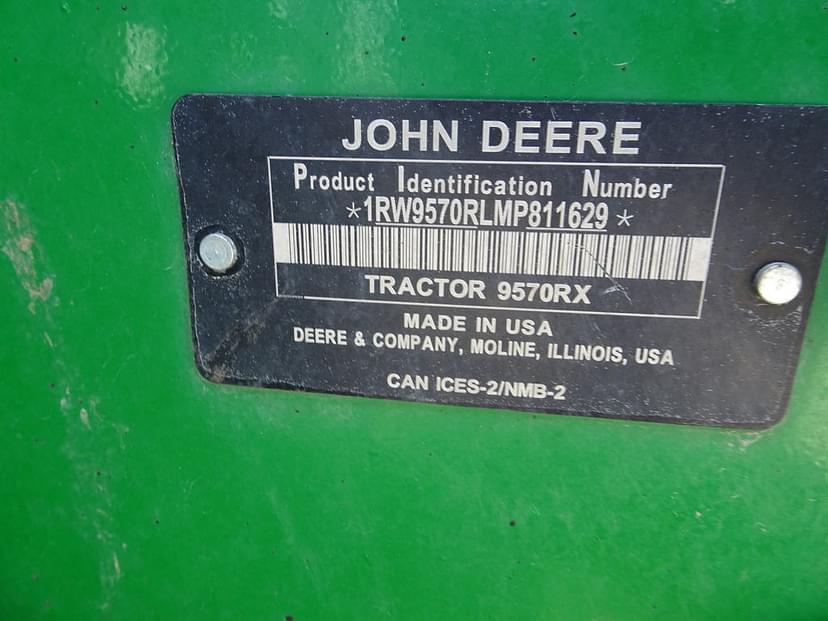 JOHN DEERE
Product Identification Number
*1RW9570RLMP811629*
TRACTOR 9570RX
MADE IN USA
DEERE & COMPANY, MOLINE, ILLINOIS, USA
CAN ICES-2/NMB-2